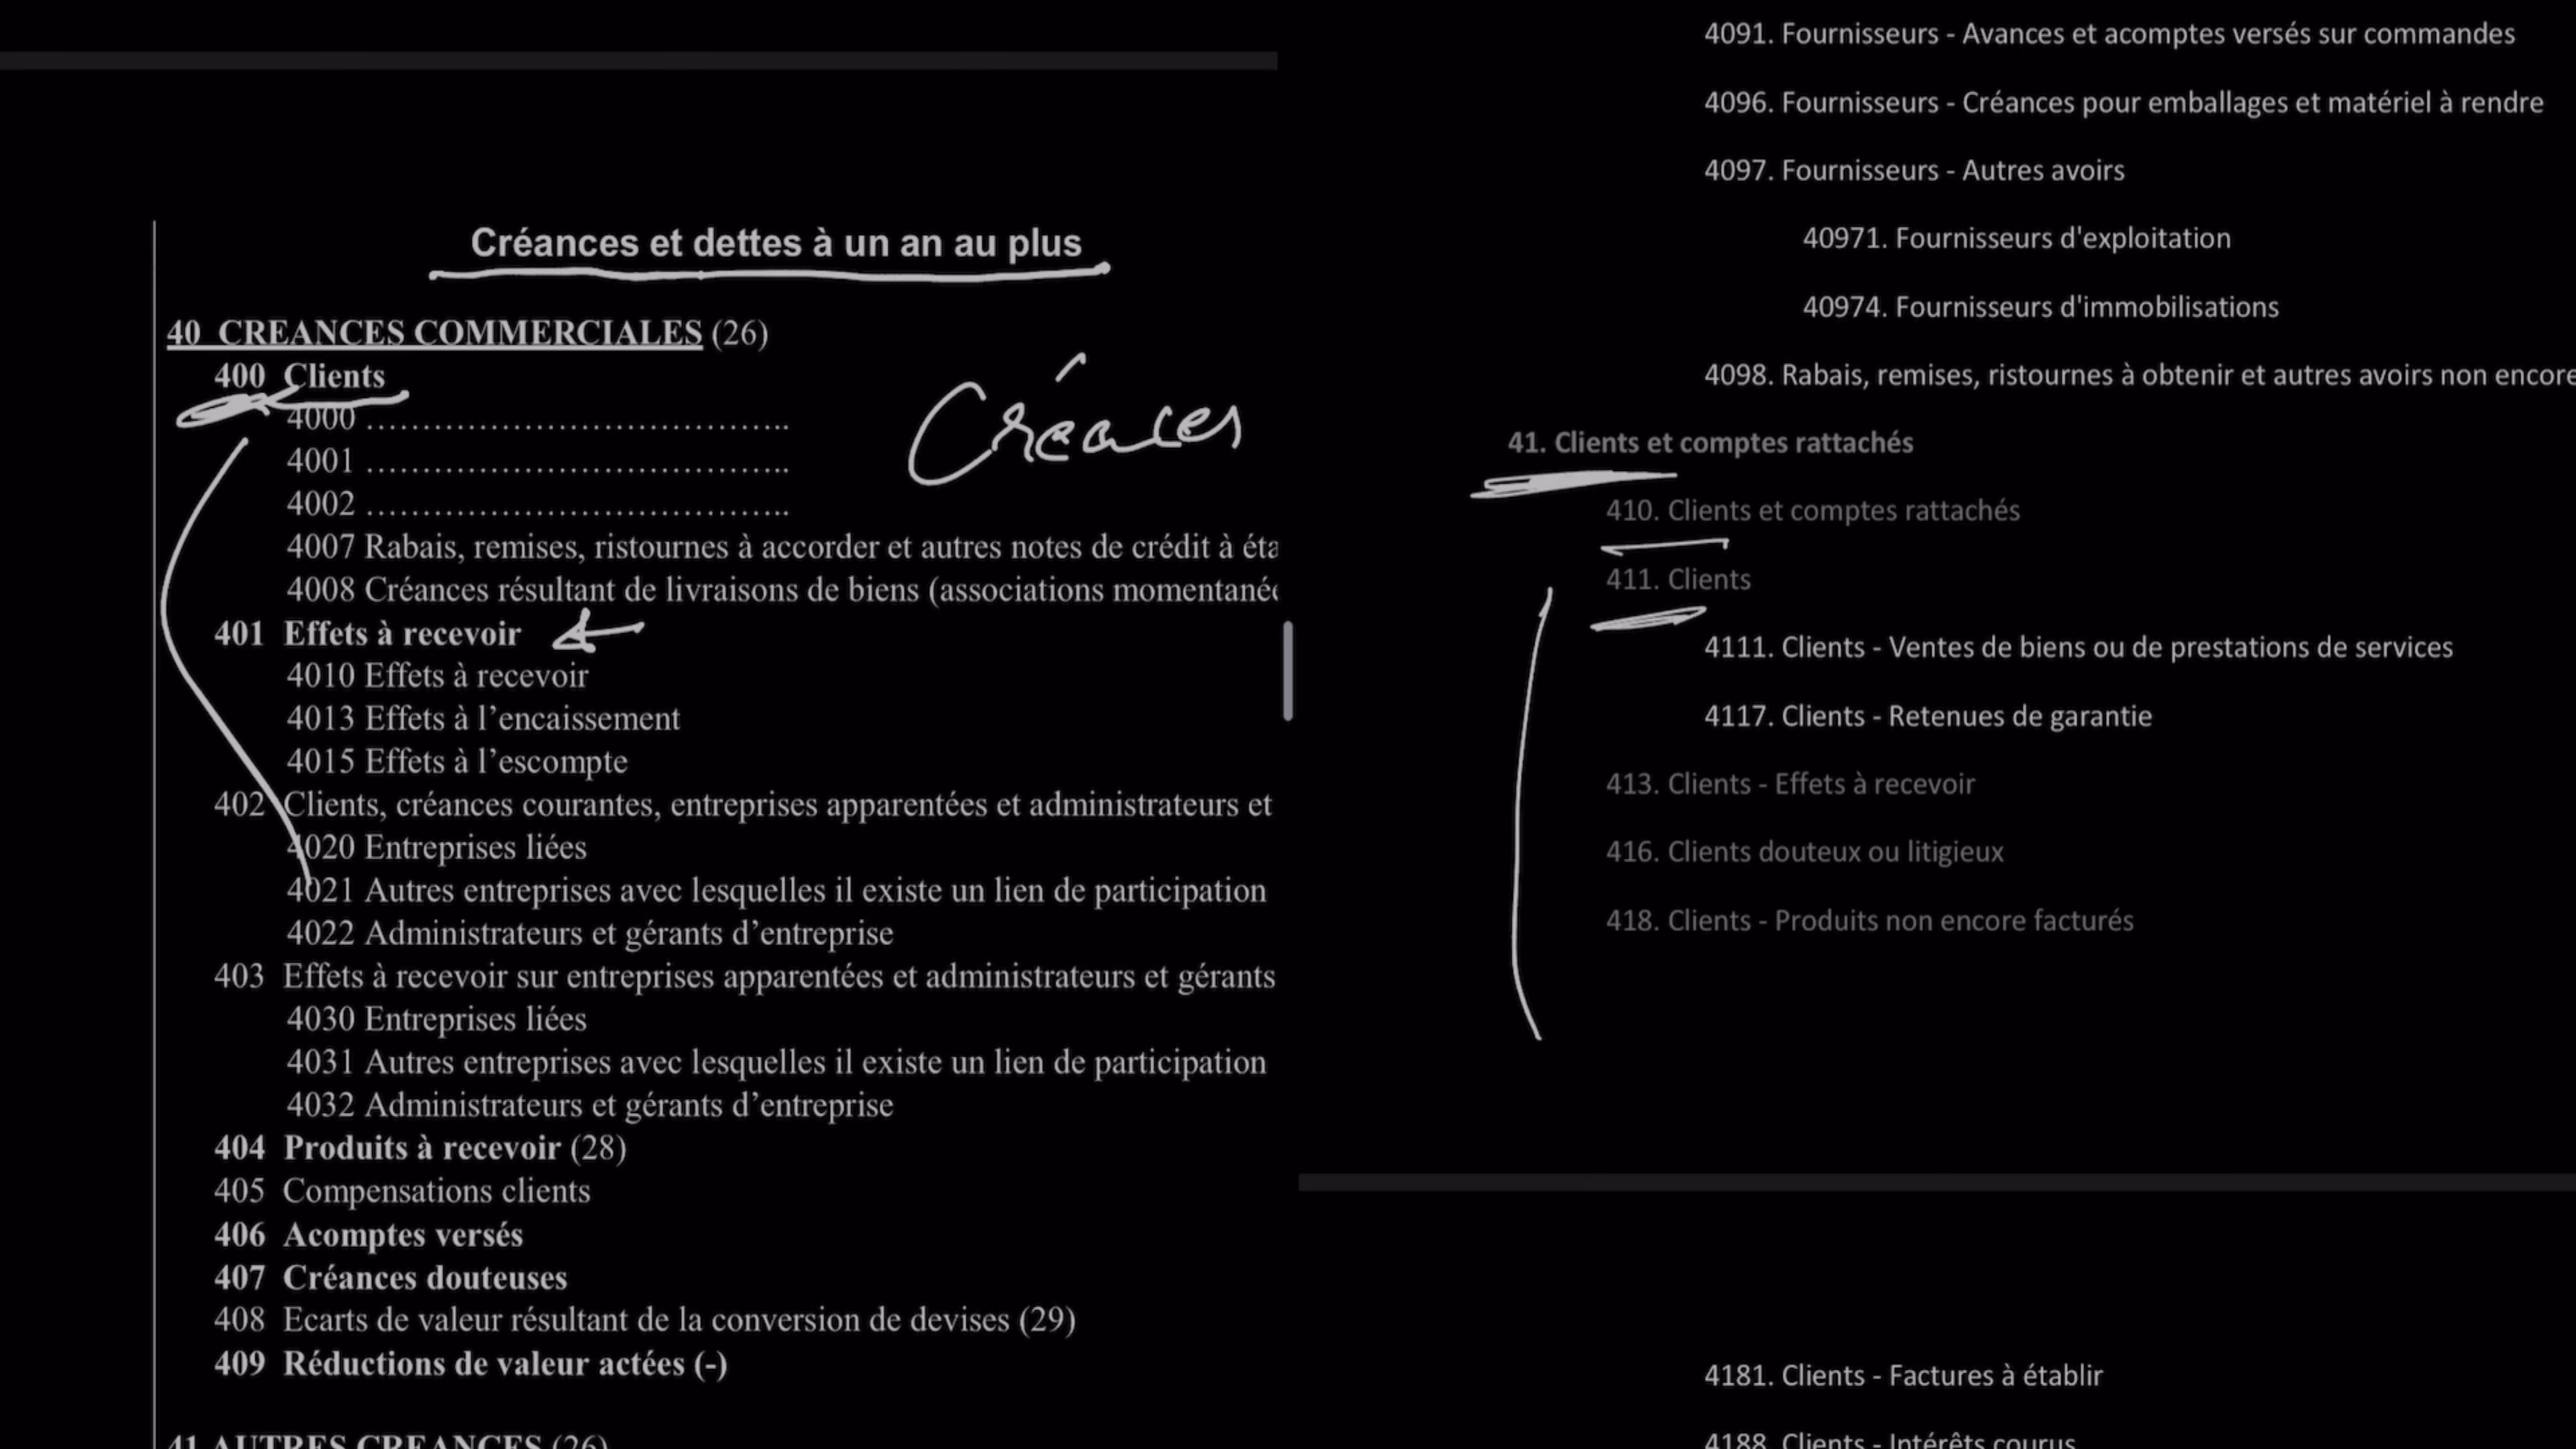 Créances et dettes à un an au plus
40 CREANCES COMMERCIALES (26)
400 Clients
4000 ........................................
4001 ........................................
4002 ........................................
4007 Rabais, remises, ristournes à accorder et autres notes de crédit à
4008 Créances résultant de livraisons de biens (associations
401 Effets à recevoir
4010 Effets à recevoir
4013 Effets à l’encaissement
4015 Effets à l’escompte
402 Clients, créances courantes, entreprises apparentées et administrateurs et
4020 Entreprises liées
4021 Autres entreprises avec lesquelles il existe un lien de participation
4022 Administrateurs et gérants d’entreprise
403 Effets à recevoir sur entreprises apparentées et administrateurs et gérants
4030 Entreprises liées
4031 Autres entreprises avec lesquelles il existe un lien de participation
4032 Administrateurs et gérants d’entreprise
404 Produits à recevoir (28)
405 Compensations clients
406 Acomptes versés
407 Créances douteuses
408 Ecarts de valeur résultant de la conversion de devises (29)
409 Réductions de valeur actées (-)
41 AUTRES CREANCES (26)
Créances
4091. Fournisseurs - Avances et acomptes versés sur commandes
4096. Fournisseurs - Créances pour emballages et matériel à rendre
4097. Fournisseurs - Autres avoirs
40971. Fournisseurs d'exploitation
40974. Fournisseurs d'immobilisations
4098. Rabais, remises, ristournes à obtenir et autres avoirs non encore
41. Clients et comptes rattachés
410. Clients et comptes rattachés
411. Clients
4111. Clients - Ventes de biens ou de prestations de services
4117. Clients - Retenues de garantie
413. Clients - Effets à recevoir
416. Clients douteux ou litigieux
418. Clients - Produits non encore facturés
4181. Clients - Factures à établir
4188. Clients - Intérêts courus